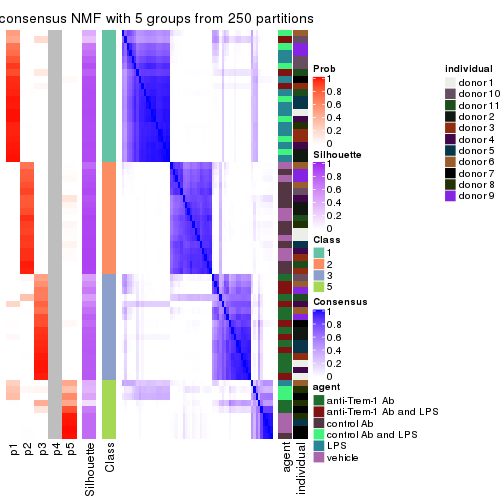 consensus NMF with 5 groups from 250 partitions
Prob
1
0.8
0.6
0.4
0.2
0
Silhouette
1
0.8
0.6
0.4
0.2
0
Class
1
2
3
5
Consensus
1
0.8
0.6
0.4
0.2
0
agent
anti-Trem-1 Ab
anti-Trem-1 Ab and LPS
control Ab
control Ab and LPS
LPS
vehicle
individual
donor 1
donor 10
donor 11
donor 2
donor 3
donor 4
donor 5
donor 6
donor 7
donor 8
donor 9
p1
p2
p3
p4
p5
Silhouette
Class
agent
individual